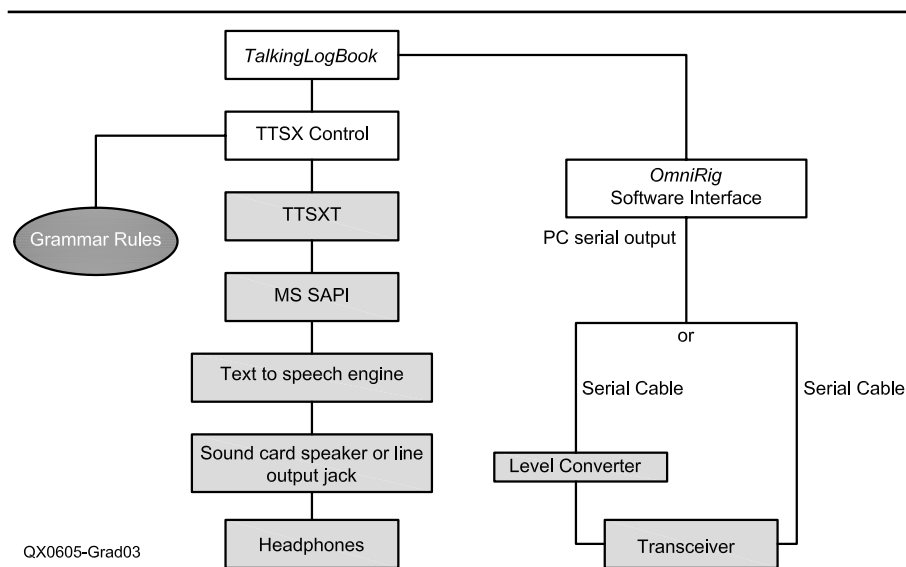 TalkingLogBook
TTSX Control
Grammar Rules
TTSXT
MS SAPI
Text to speech engine
Sound card speaker or line
output jack
Headphones
OmniRig
Software Interface
PC serial output
or
Serial Cable
Serial Cable
Level Converter
Transceiver
QX0605-Grad03